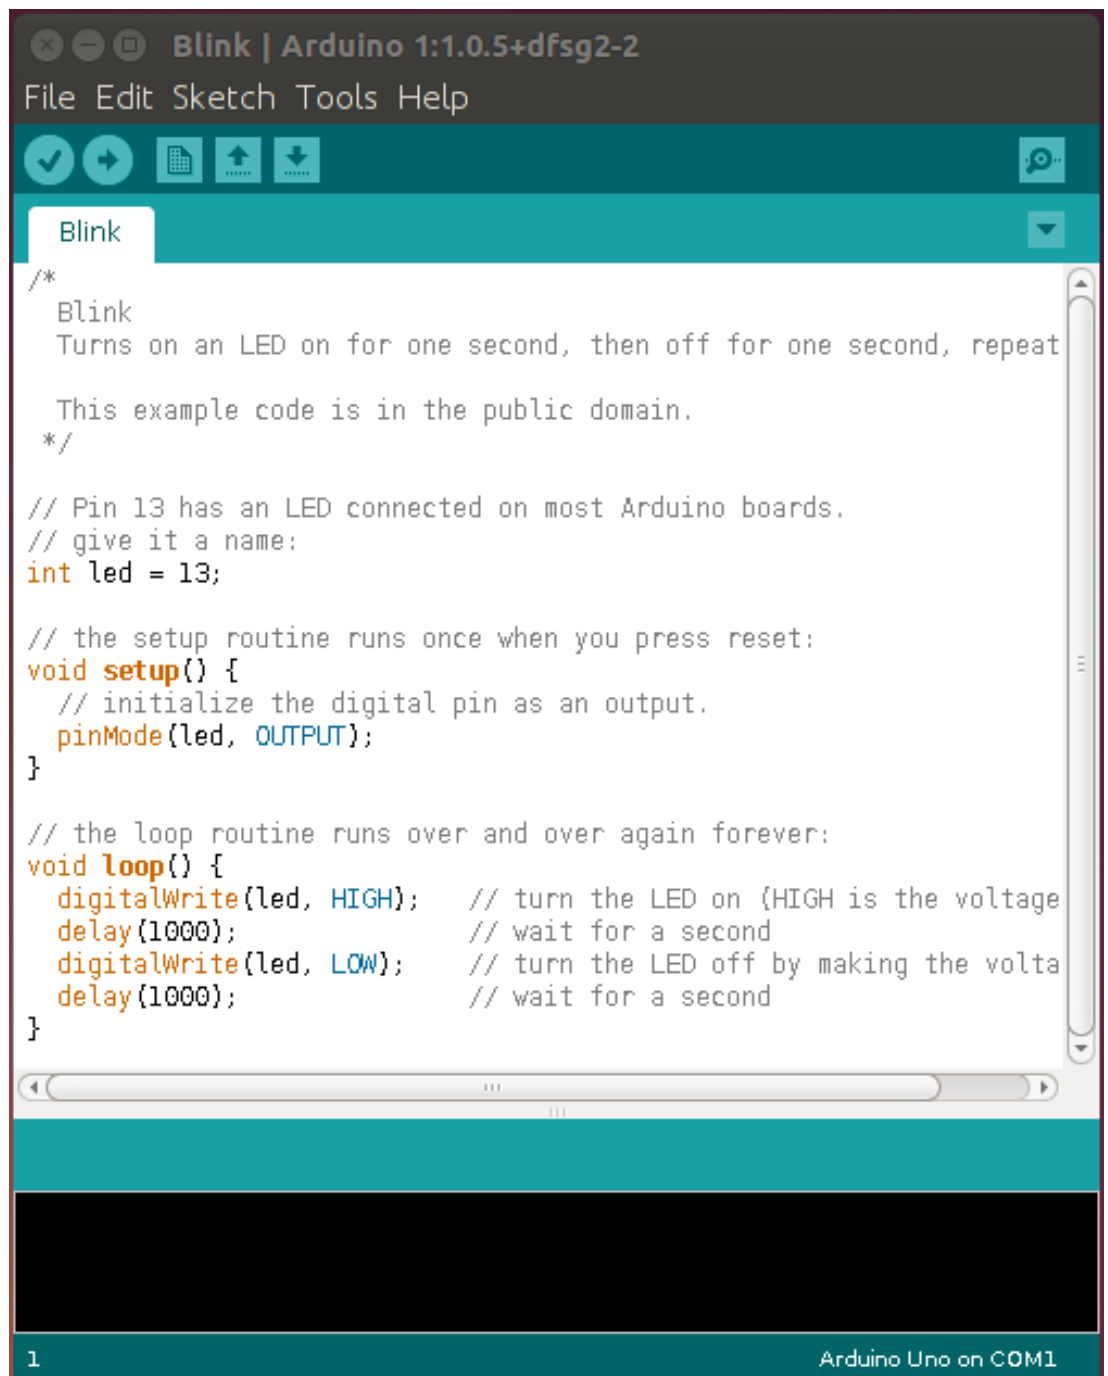 Blink | Arduino 1:1.0.5+dfsg2-2
File Edit Sketch Tools Help
Blink
/*
  Blink
  Turns on an LED on for one second, then off for one second, repeat

  This example code is in the public domain.
 */

// Pin 13 has an LED connected on most Arduino boards.
// give it a name:
int led = 13;

// the setup routine runs once when you press reset:
void setup() {
  // initialize the digital pin as an output.
  pinMode(led, OUTPUT);
}

// the loop routine runs over and over again forever:
void loop() {
  digitalWrite(led, HIGH);   // turn the LED on (HIGH is the voltage
  delay(1000);               // wait for a second
  digitalWrite(led, LOW);    // turn the LED off by making the volta
  delay(1000);               // wait for a second
}
1 Arduino Uno on COM1